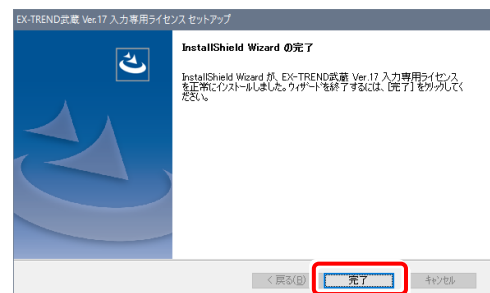 EX-TREND武蔵 Ver.17 入力専用ライセンス セットアップ
InstallShield Wizard の完了
InstallShield Wizard が、EX-TREND武蔵 Ver.17 入力専用ライセンス
を正常にインストールしました。ウィザードを終了するには、[完了] をクリックしてく
ださい。
< 戻る(B)
完了
キャンセル